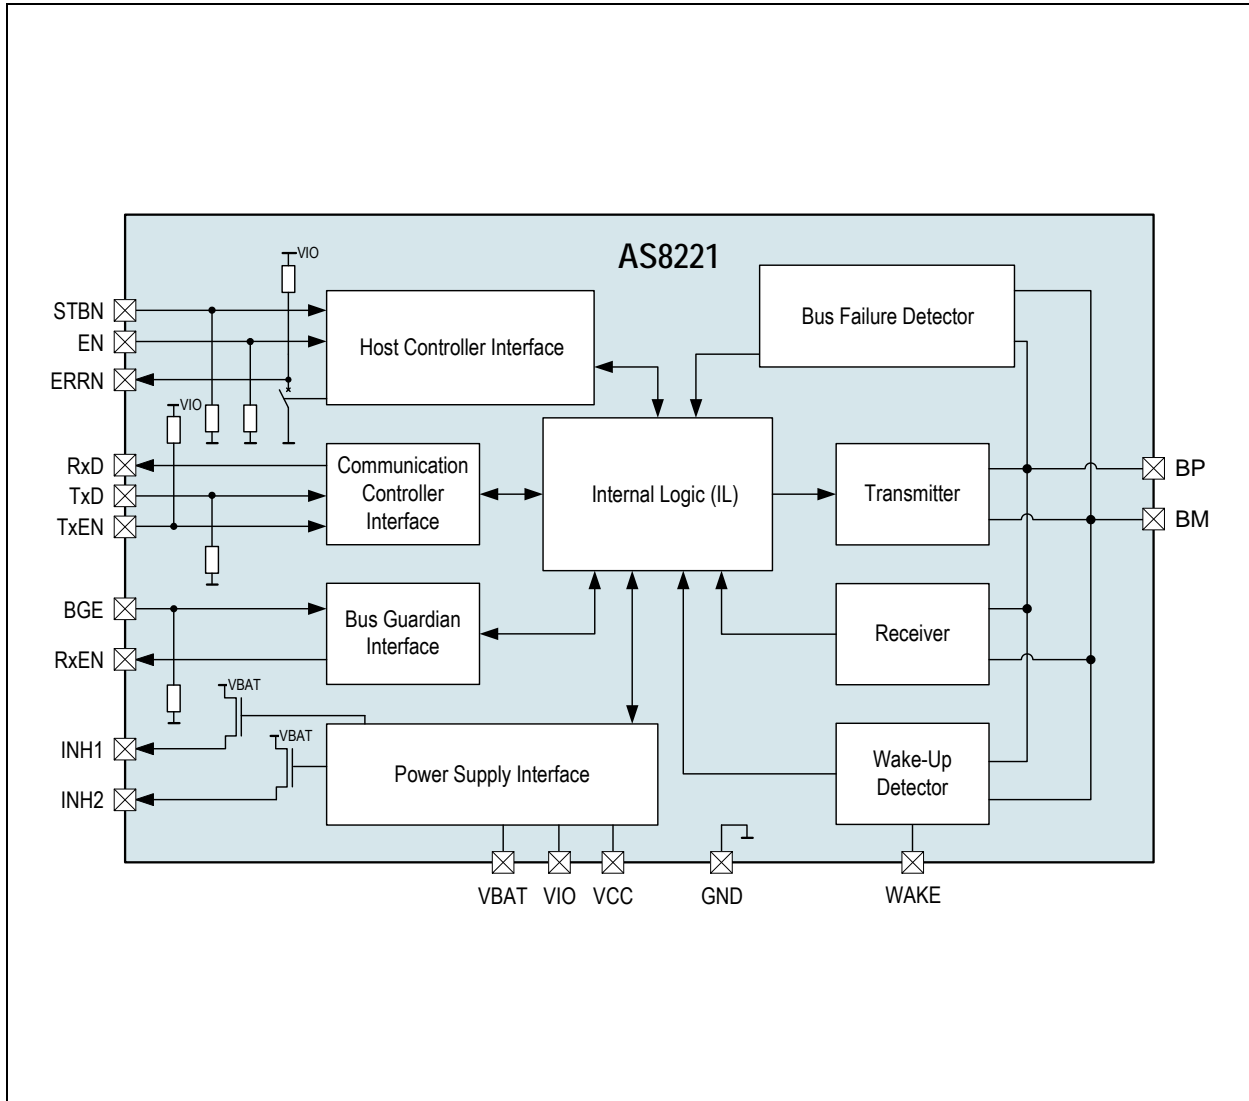 AS8221
VIO
STBN
EN
ERRN
Host Controller Interface
Bus Failure Detector
VIO
RxD
TxD
TxEN
Communication
Controller
Interface
Internal Logic (IL)
Transmitter
BP
BM
BGE
RxEN
Bus Guardian
Interface
Receiver
VBAT
INH1
VBAT
INH2
Power Supply Interface
Wake-Up
Detector
VBAT
VIO
VCC
GND
WAKE